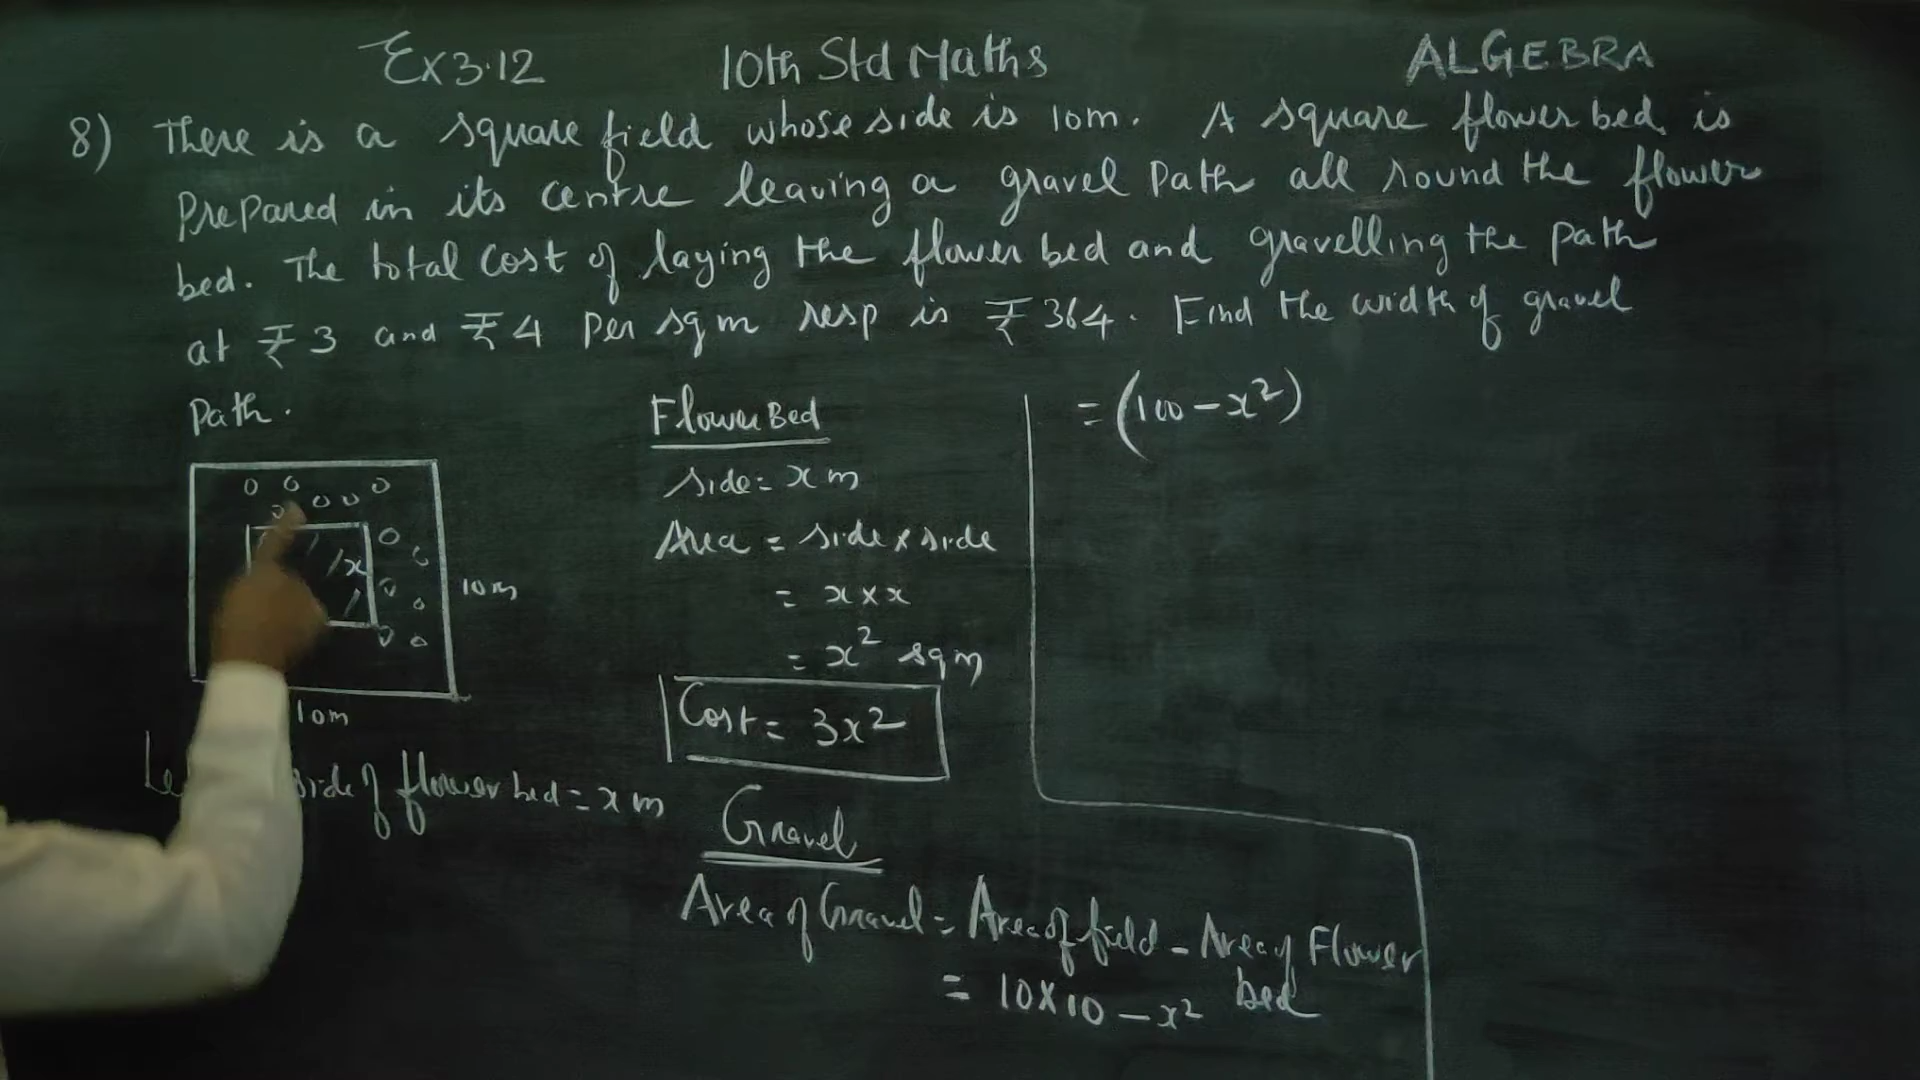 Ex 3.12 10th Std Maths ALGEBRA
8) There is a square field whose side is 10m. A square flower bed is
Prepared in its centre leaving a gravel Path all round the flower
bed. The total Cost of laying the flower bed and gravelling the path
at ₹3 and ₹4 per sqm resp is ₹364. Find the width of gravel
Path.
x
10m
10m
side of flower bed = x m
Flower Bed
side = x m
Area = side × side
= x × x
= x² sqm
Cost = 3x²
Gravel
Area of Gravel = Area of field - Area of Flower
bed
= 10×10 - x²
= (100 - x²)